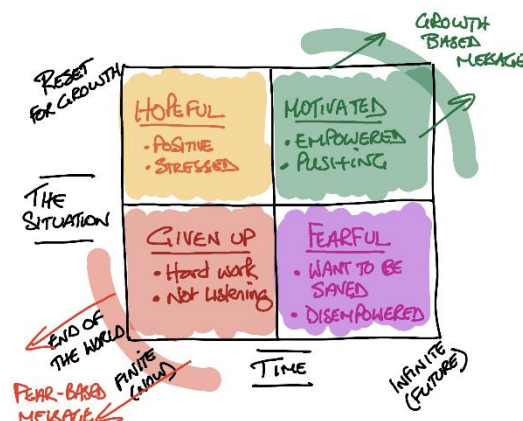 GROWTH
BASED
MESSAGE
RESET
FOR GROWTH
HOPEFUL
• POSITIVE
• STRESSED
MOTIVATED
• EMPOWERED
• PUSHING
THE
SITUATION
GIVEN UP
• Hard work
• Not Listening
FEARFUL
• WANT TO BE
SAVED
• DISEMPOWERED
END OF
THE WORLD
FINITE
(NOW)
TIME
INFINITE
(FUTURE)
FEAR-BASED
MESSAGE